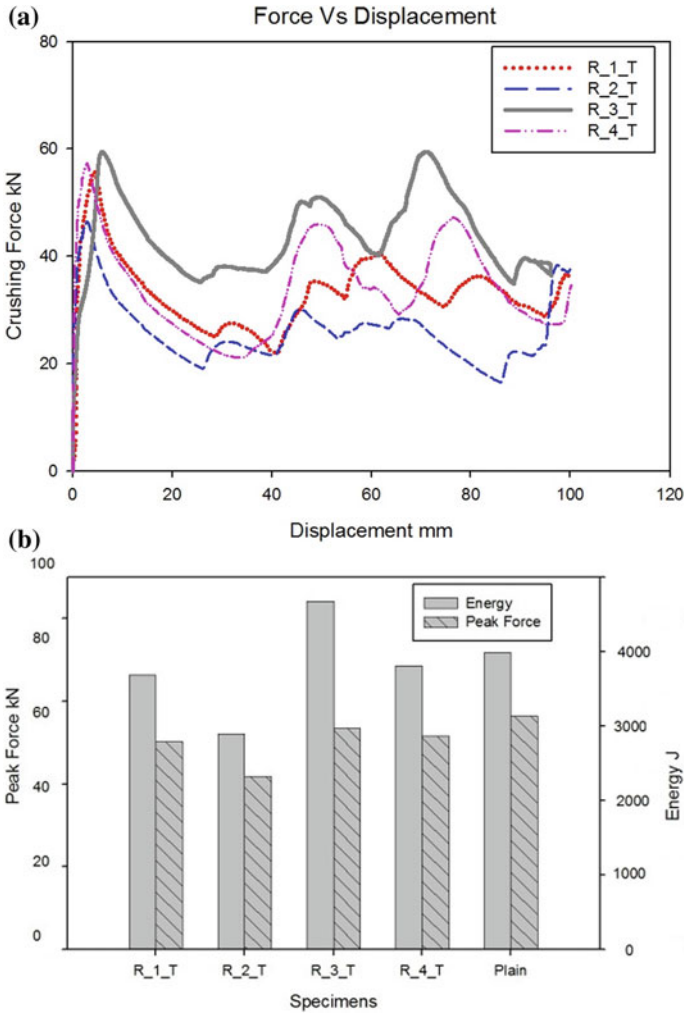 (a)
Force Vs Displacement
80
60
40
20
0
Crushing Force kN
R_1_T
R_2_T
R_3_T
R_4_T
0 20 40 60 80 100 120
Displacement mm
(b)
100
80
60
40
20
0
Peak Force kN
Energy
Peak Force
4000
3000
2000
1000
0
Energy J
R_1_T R_2_T R_3_T R_4_T Plain
Specimens